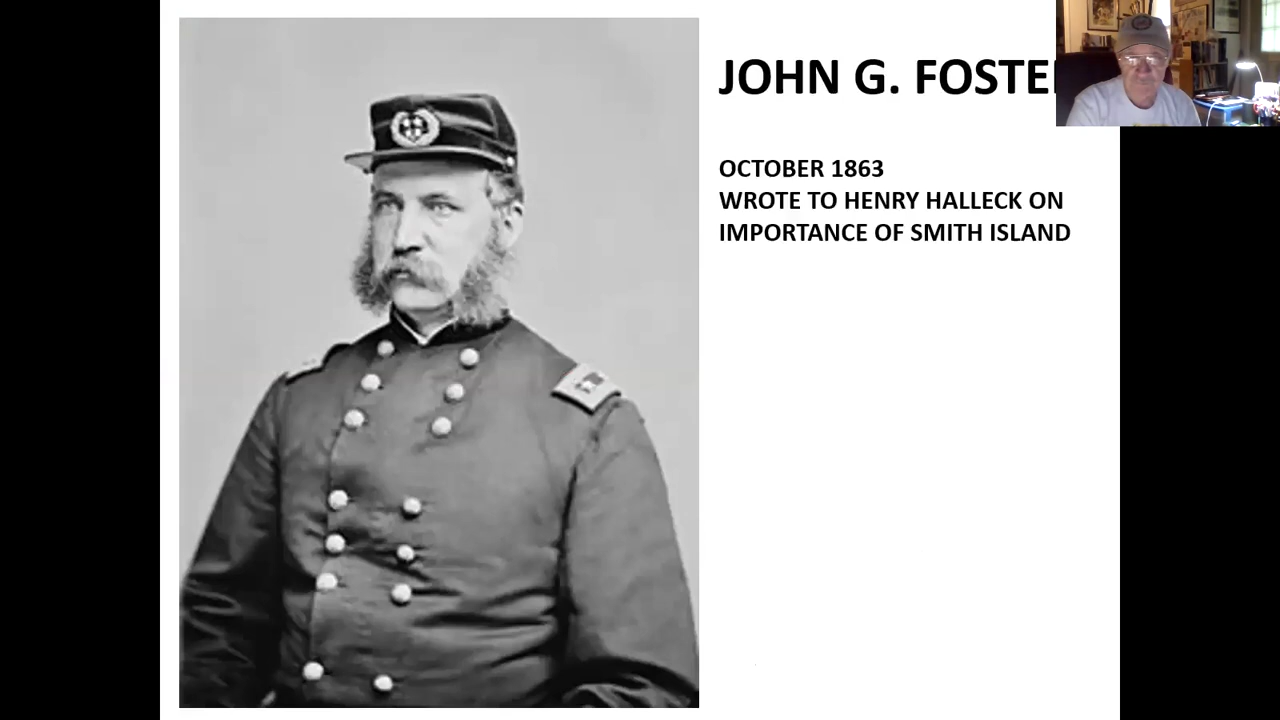 JOHN G. FOSTE
OCTOBER 1863
WROTE TO HENRY HALLECK ON
IMPORTANCE OF SMITH ISLAND